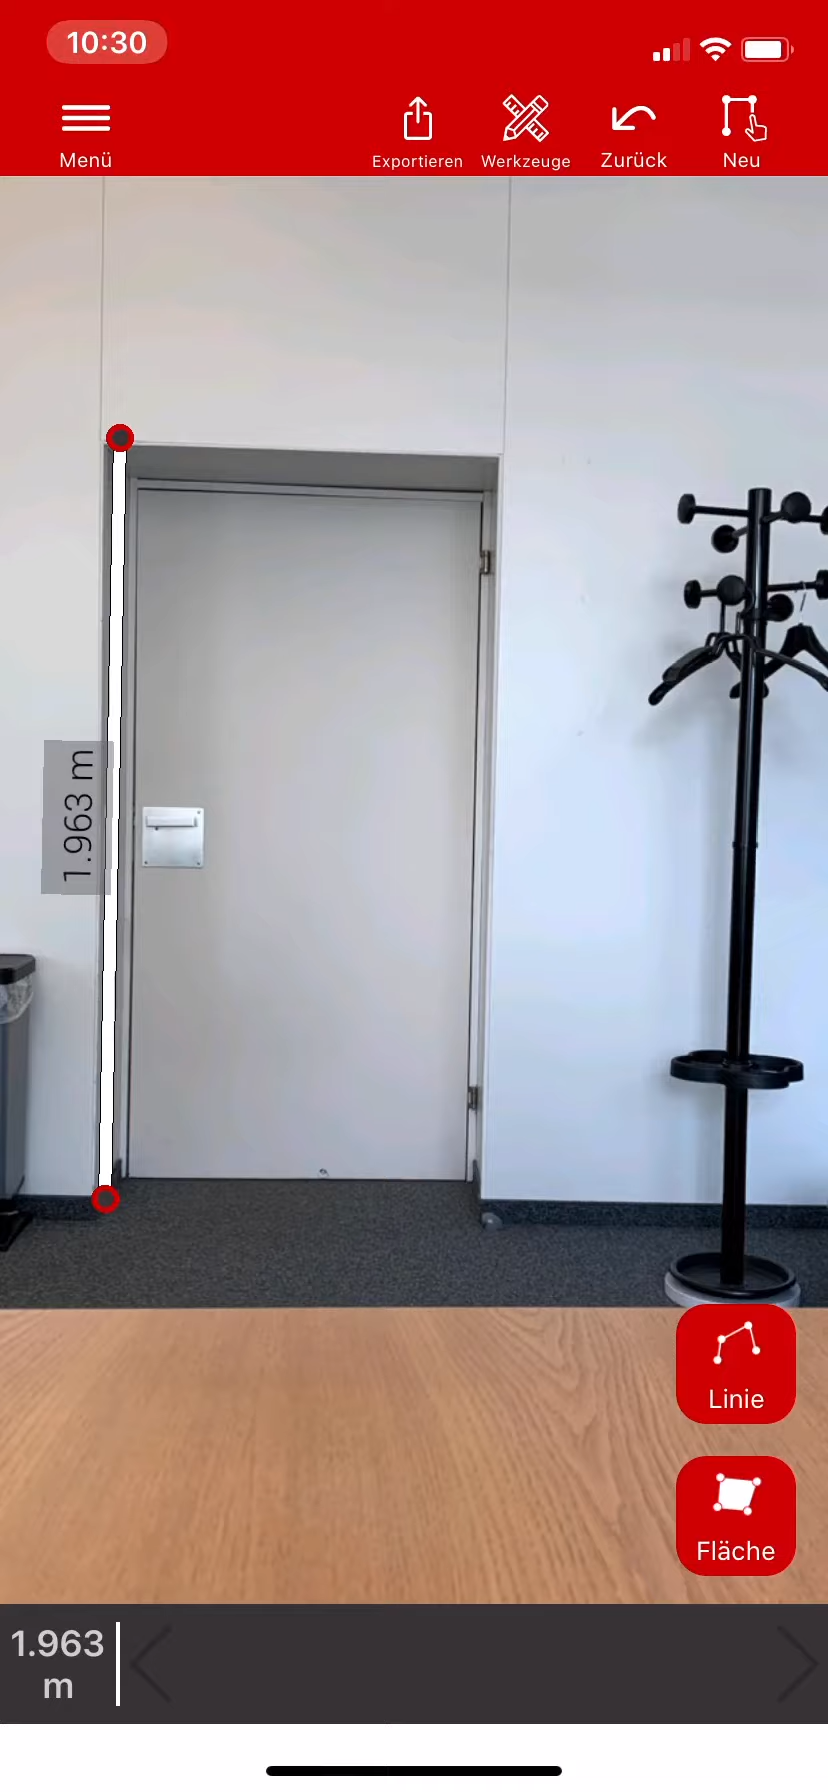 10:30
Menü
Exportieren
Werkzeuge
Zurück
Neu
1.963 m
Linie
Fläche
1.963
m